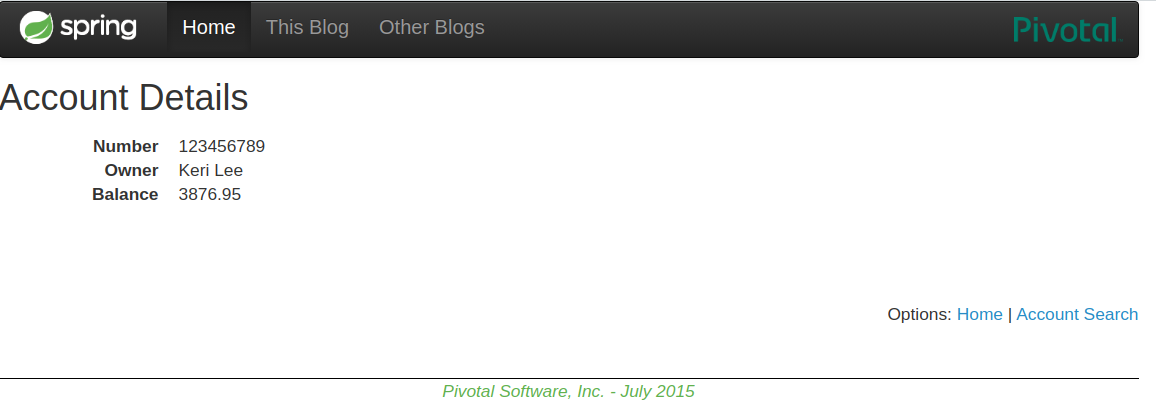 spring Home This Blog Other Blogs Pivotal
Account Details
Number 123456789
Owner Keri Lee
Balance 3876.95
Options: Home | Account Search
Pivotal Software, Inc. - July 2015